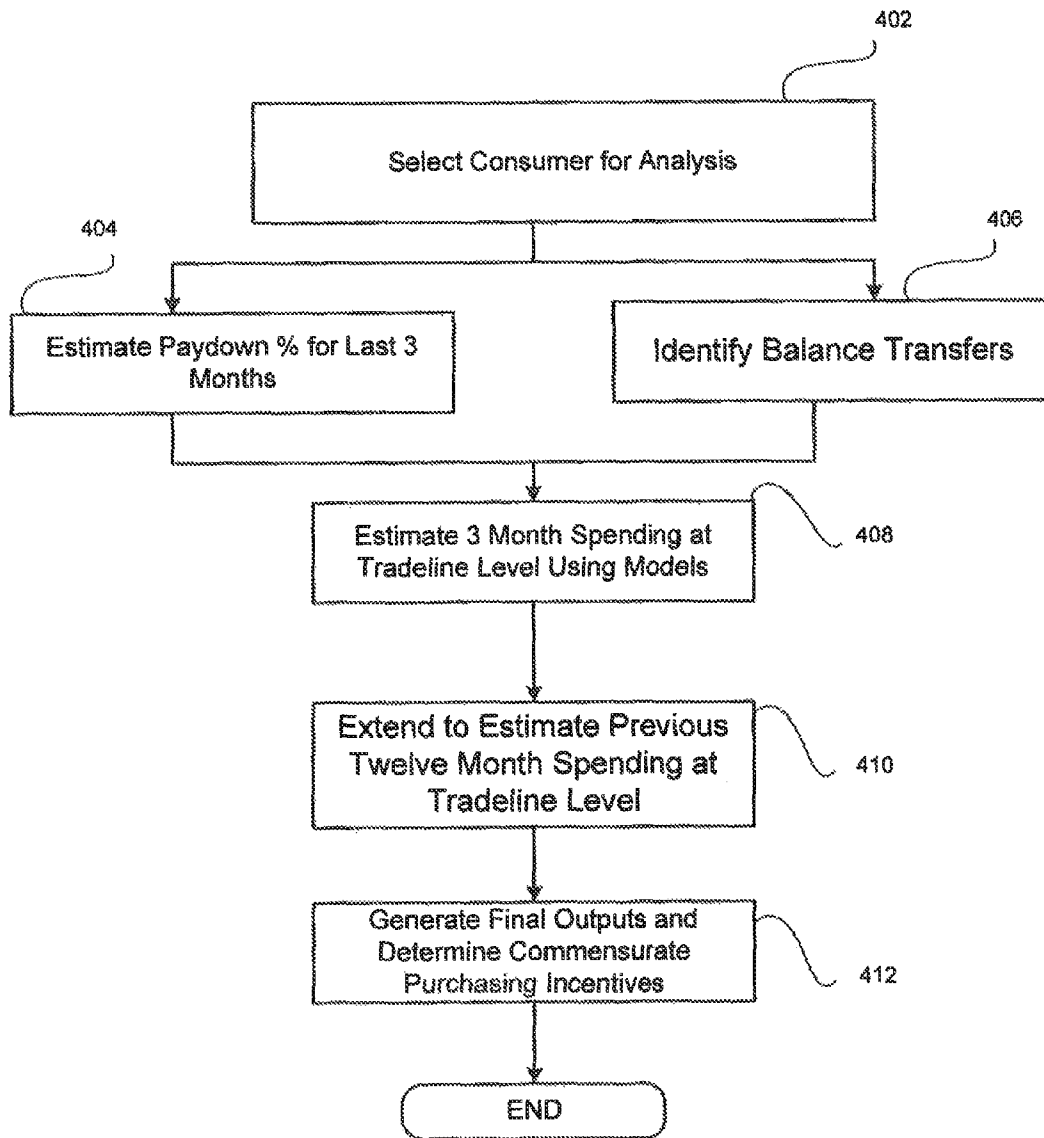 402
Select Consumer for Analysis
404
406
Estimate Paydown % for Last 3
Months
Identify Balance Transfers
Estimate 3 Month Spending at
Tradeline Level Using Models
408
Extend to Estimate Previous
Twelve Month Spending at
Tradeline Level
410
Generate Final Outputs and
Determine Commensurate
Purchasing Incentives
412
END